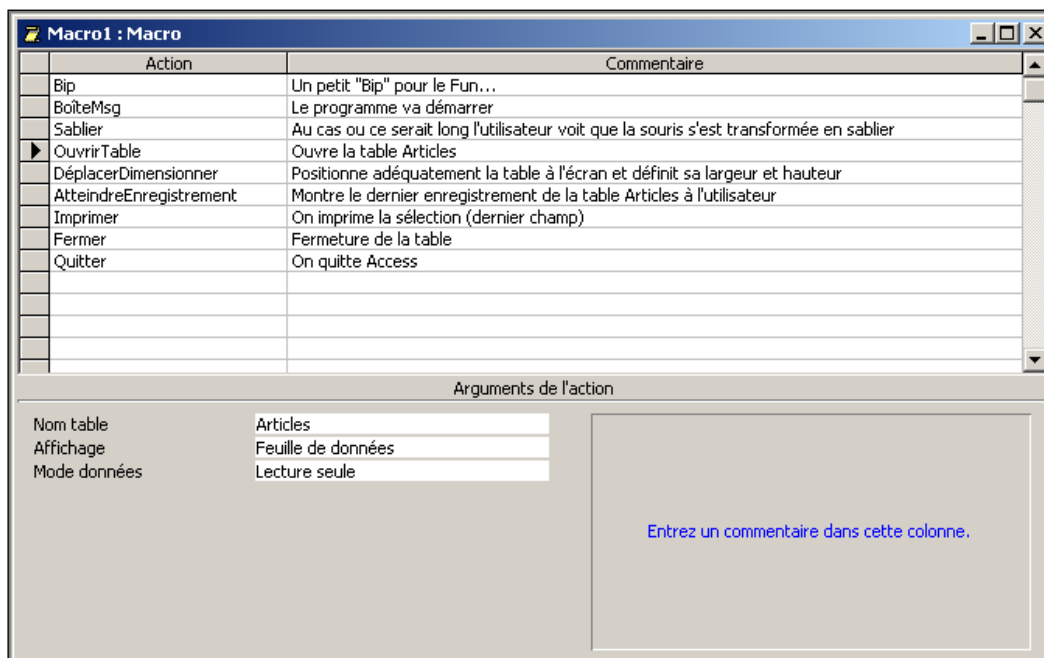 Macro1 : Macro
Action Commentaire
Bip Un petit "Bip" pour le Fun...
BoîteMsg Le programme va démarrer
Sablier Au cas ou ce serait long l'utilisateur voit que la souris s'est transformée en sablier
OuvrirTable Ouvre la table Articles
DéplacerDimensionner Positionne adéquatement la table à l'écran et définit sa largeur et hauteur
AtteindreEnregistrement Montre le dernier enregistrement de la table Articles à l'utilisateur
Imprimer On imprime la sélection (dernier champ)
Fermer Fermeture de la table
Quitter On quitte Access
Arguments de l'action
Nom table Articles
Affichage Feuille de données
Mode données Lecture seule
Entrez un commentaire dans cette colonne.